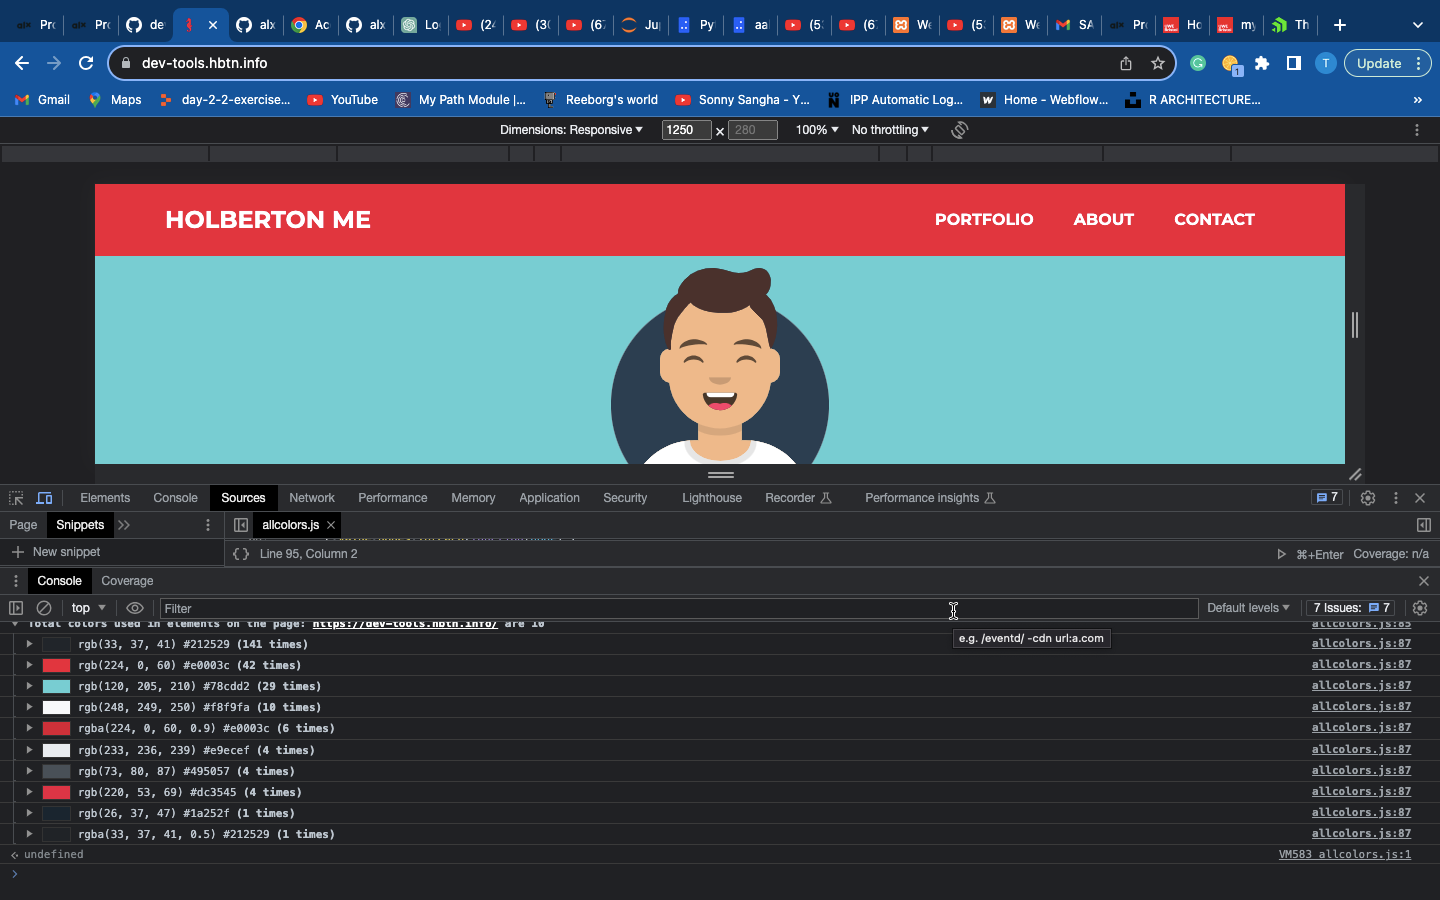 Pro
Pro
de
Pro
alx
Ac
alx
Lo
(24
(30
(67
Ju
Py
aa
(53
(67
We
(53
We
SA
Pro
Ho
my
Th
dev-tools.hbtn.info
1
T
Update
Gmail
Maps
day-2-2-exercise...
YouTube
My Path Module |...
Reeborg's world
Sonny Sangha - Y...
IPP Automatic Log...
Home - Webflow...
R ARCHITECTURE...
»
Dimensions: Responsive
1250
×
280
100%
No throttling
HOLBERTON ME
PORTFOLIO
ABOUT
CONTACT
Elements
Console
Sources
Network
Performance
Memory
Application
Security
Lighthouse
Recorder
Performance insights
7
Page
Snippets
allcolors.js
New snippet
{}
Line 95, Column 2
⌘+Enter
Coverage: n/a
Console
Coverage
top
Filter
Default levels
7 Issues:
7
e.g. /eventd/ -cdn url:a.com
Total colors used in elements on the page: https://dev-tools.hbtn.info/ are 10 allcolors.js:85
rgb(33, 37, 41) #212529 (141 times) allcolors.js:87
rgb(224, 0, 60) #e0003c (42 times) allcolors.js:87
rgb(120, 205, 210) #78cdd2 (29 times) allcolors.js:87
rgb(248, 249, 250) #f8f9fa (10 times) allcolors.js:87
rgba(224, 0, 60, 0.9) #e0003c (6 times) allcolors.js:87
rgb(233, 236, 239) #e9ecef (4 times) allcolors.js:87
rgb(73, 80, 87) #495057 (4 times) allcolors.js:87
rgb(220, 53, 69) #dc3545 (4 times) allcolors.js:87
rgb(26, 37, 47) #1a252f (1 times) allcolors.js:87
rgba(33, 37, 41, 0.5) #212529 (1 times) allcolors.js:87
undefined VM583 allcolors.js:1